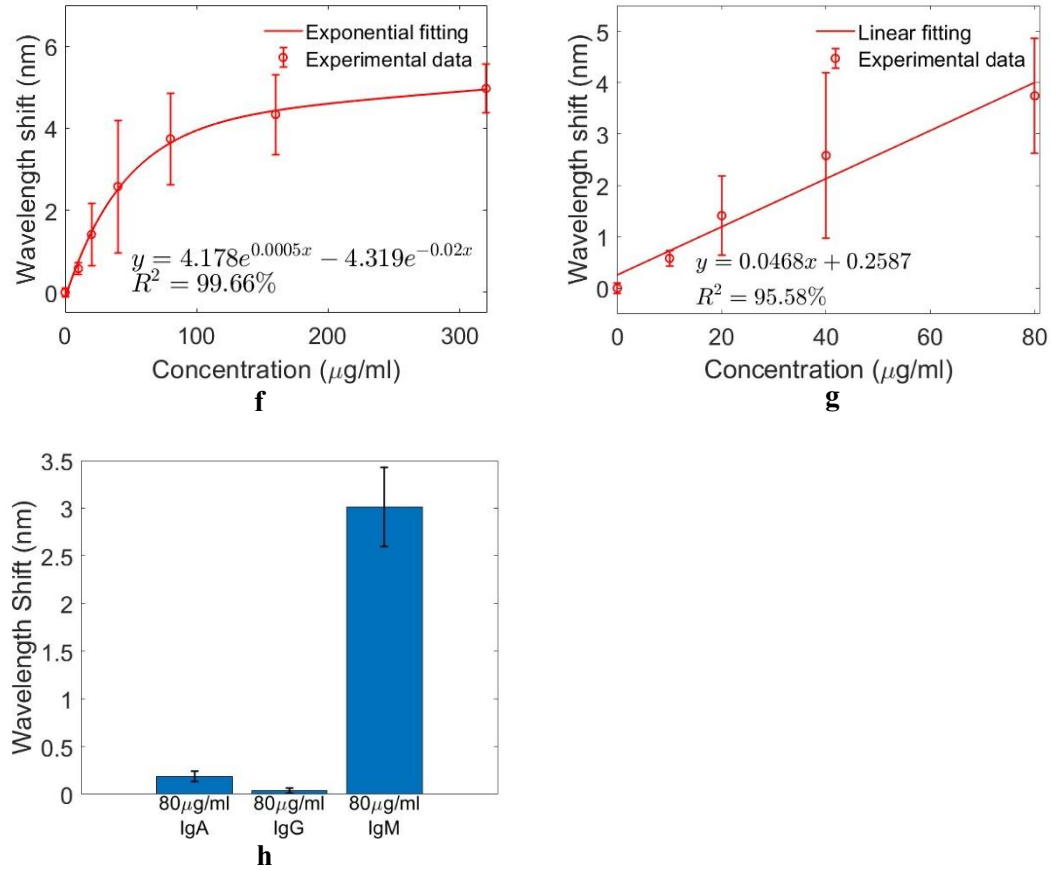 Wavelength shift (nm)
6
4
2
0
Exponential fitting
Experimental data
y = 4.178e^{0.0005x} − 4.319e^{−0.02x}
R² = 99.66%
0 100 200 300
Concentration (μg/ml)
f
Wavelength shift (nm)
5
4
3
2
1
0
Linear fitting
Experimental data
y = 0.0468x + 0.2587
R² = 95.58%
0 20 40 60 80
Concentration (μg/ml)
g
Wavelength Shift (nm)
3.5
3
2.5
2
1.5
1
0.5
0
80μg/ml 80μg/ml 80μg/ml
IgA IgG IgM
h